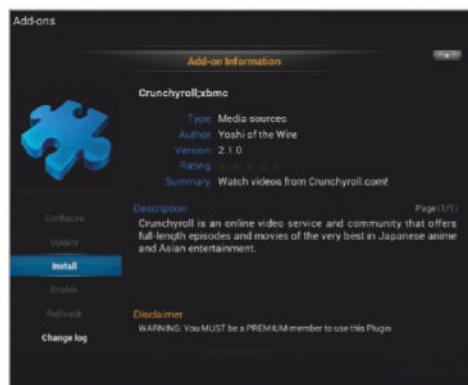 Add-ons
Add-on Information
Crunchyroll;xbmc
Type Media sources
Author Yoshi of the Wire
Version 2.1.0
Rating
Summary Watch videos from Crunchyroll.com!
Description Page (1/1)
Crunchyroll is an online video service and community that offers
full-length episodes and movies of the very best in Japanese anime
and Asian entertainment.
Configure
Update
Install
Enable
Rollback
Change log
Disclaimer
WARNING: You MUST be a PREMIUM member to use this Plugin